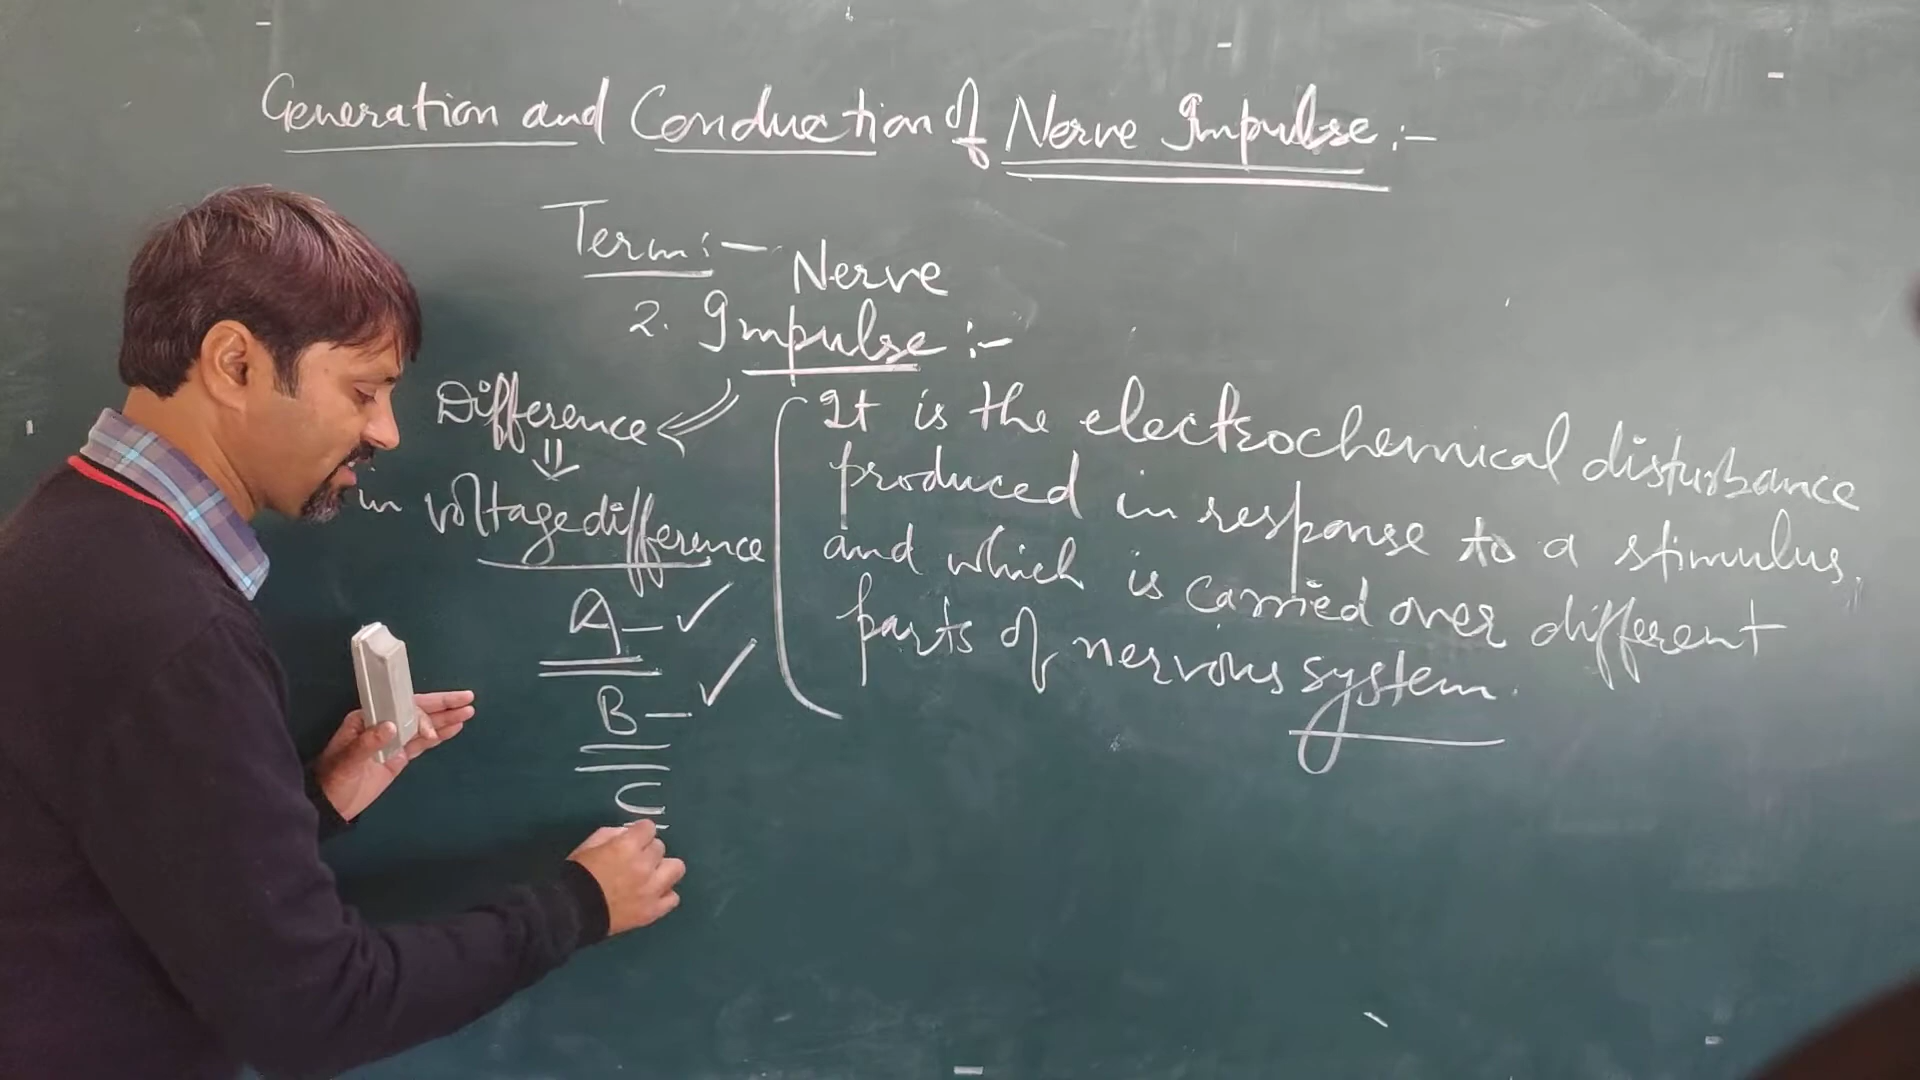 Generation and Conduction of Nerve Impulse :-
Term :-
Nerve
2. Impulse :-
Difference
in voltage difference
A - ✓
B - ✓
C
It is the electrochemical disturbance
produced in response to a stimulus,
and which is carried over different
parts of nervous system.